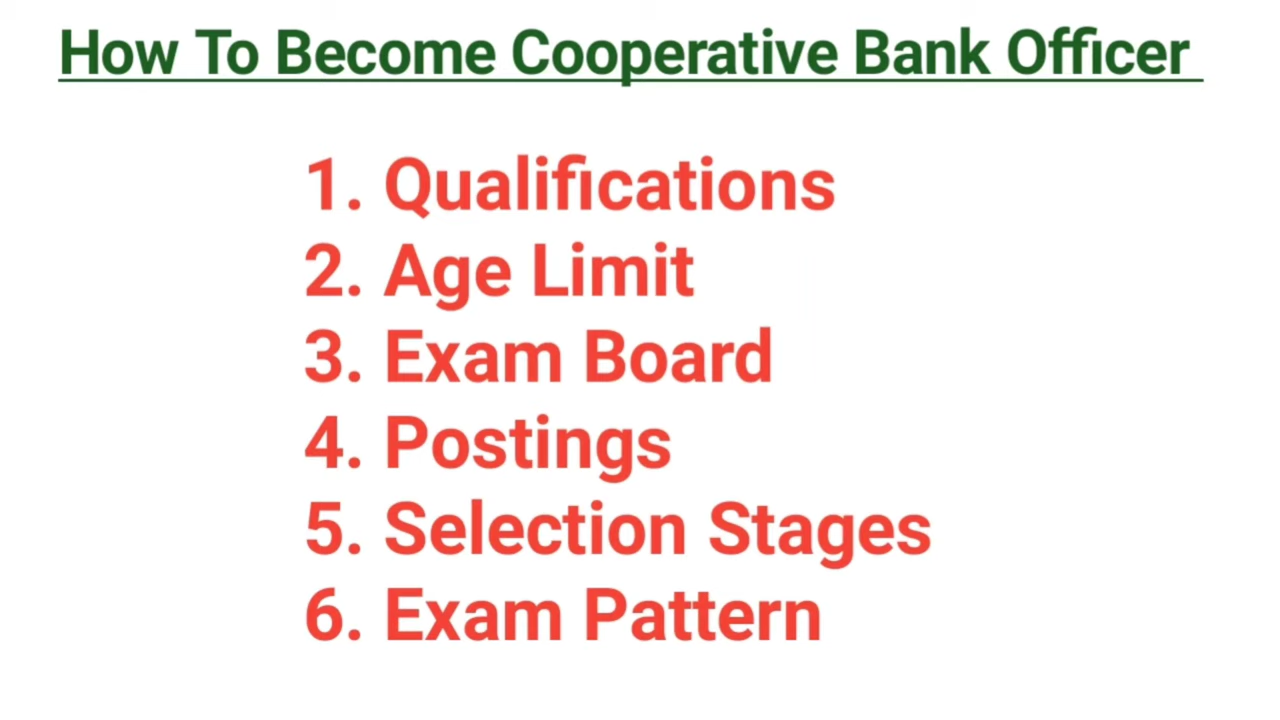 How To Become Cooperative Bank Officer
1. Qualifications
2. Age Limit
3. Exam Board
4. Postings
5. Selection Stages
6. Exam Pattern